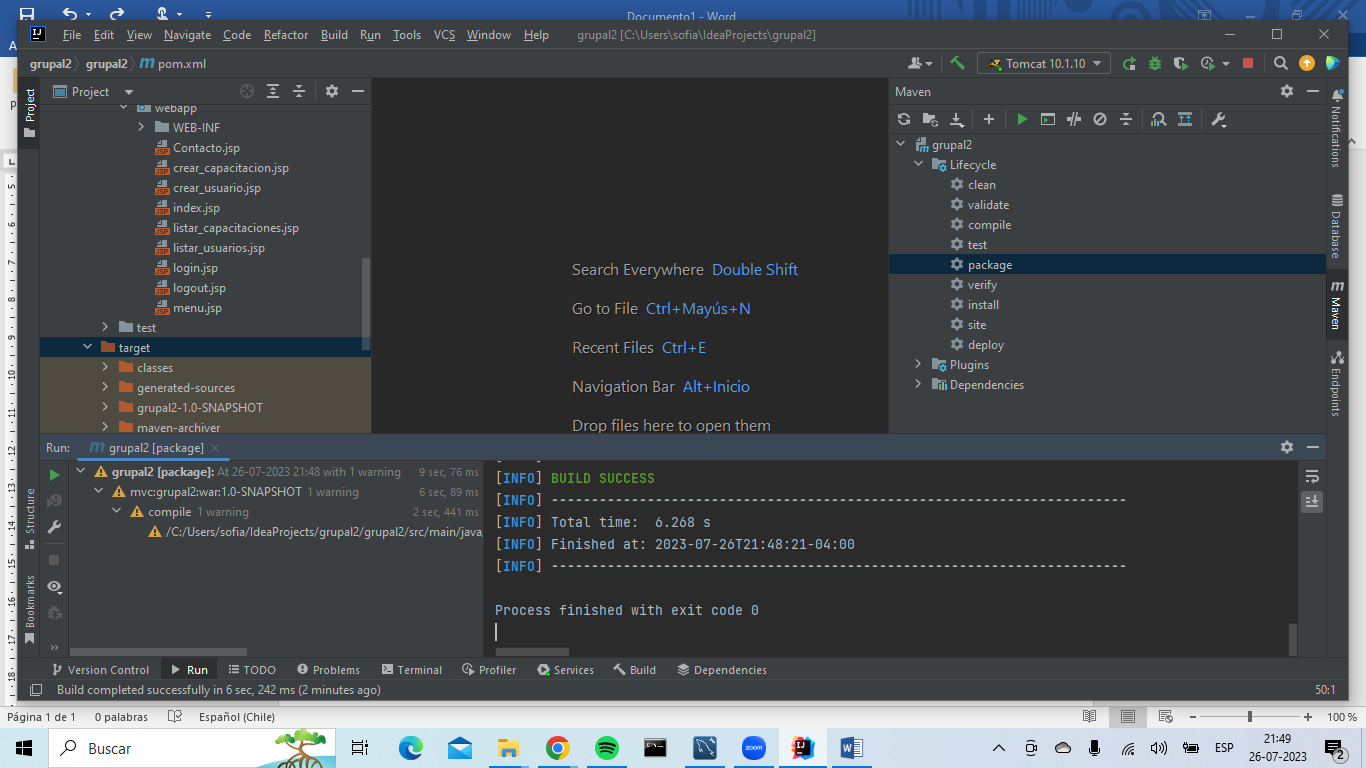 Documento1 - Word
File Edit View Navigate Code Refactor Build Run Tools VCS Window Help grupal2 [C:\Users\sofia\IdeaProjects\grupal2]
grupal2 grupal2 pom.xml
Tomcat 10.1.10
Project
Project
webapp
WEB-INF
Contacto.jsp
crear_capacitacion.jsp
crear_usuario.jsp
index.jsp
listar_capacitaciones.jsp
listar_usuarios.jsp
login.jsp
logout.jsp
menu.jsp
test
target
classes
generated-sources
grupal2-1.0-SNAPSHOT
maven-archiver
Search Everywhere Double Shift
Go to File Ctrl+Mayús+N
Recent Files Ctrl+E
Navigation Bar Alt+Inicio
Drop files here to open them
Maven
grupal2
Lifecycle
clean
validate
compile
test
package
verify
install
site
deploy
Plugins
Dependencies
Notifications
Database
Maven
Endpoints
Run: grupal2 [package]
grupal2 [package]: At 26-07-2023 21:48 with 1 warning 9 sec, 76 ms
mvc:grupal2:war:1.0-SNAPSHOT 1 warning 6 sec, 89 ms
compile 1 warning 2 sec, 441 ms
/C:/Users/sofia/IdeaProjects/grupal2/grupal2/src/main/java,
[INFO] BUILD SUCCESS
[INFO] ------------------------------------------------------------------------
[INFO] Total time:  6.268 s
[INFO] Finished at: 2023-07-26T21:48:21-04:00
[INFO] ------------------------------------------------------------------------
Process finished with exit code 0
Structure
Bookmarks
Version Control Run TODO Problems Terminal Profiler Services Build Dependencies
Build completed successfully in 6 sec, 242 ms (2 minutes ago) 50:1
Página 1 de 1 0 palabras Español (Chile) 100 %
Buscar
zoom
ESP
21:49
26-07-2023
2